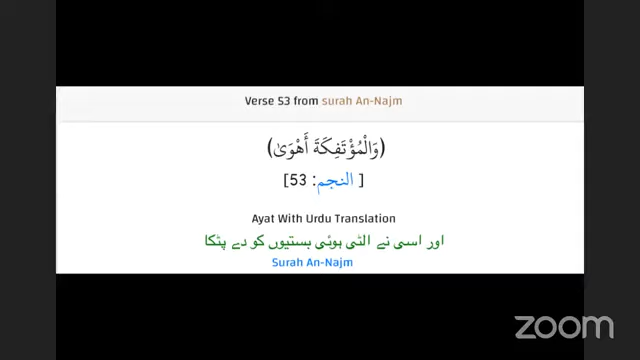 Verse 53 from surah An-Najm
(وَالْمُؤْتَفِكَةَ أَهْوَىٰ)
[ النجم: 53]
Ayat With Urdu Translation
اور اسی نے الٹی ہوئی بستیوں کو دے پٹکا
Surah An-Najm
zoom